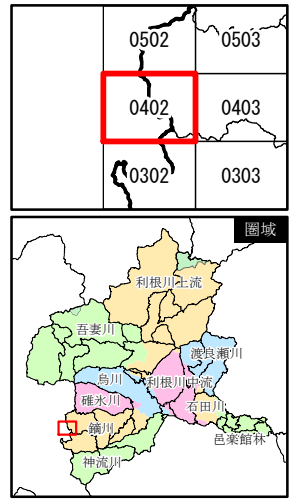 0502 0503
0402 0403
0302 0303
圏域
利根川上流
吾妻川
渡良瀬川
烏川 利根川中流
碓氷川
石田川
鏑川
邑楽館林
神流川